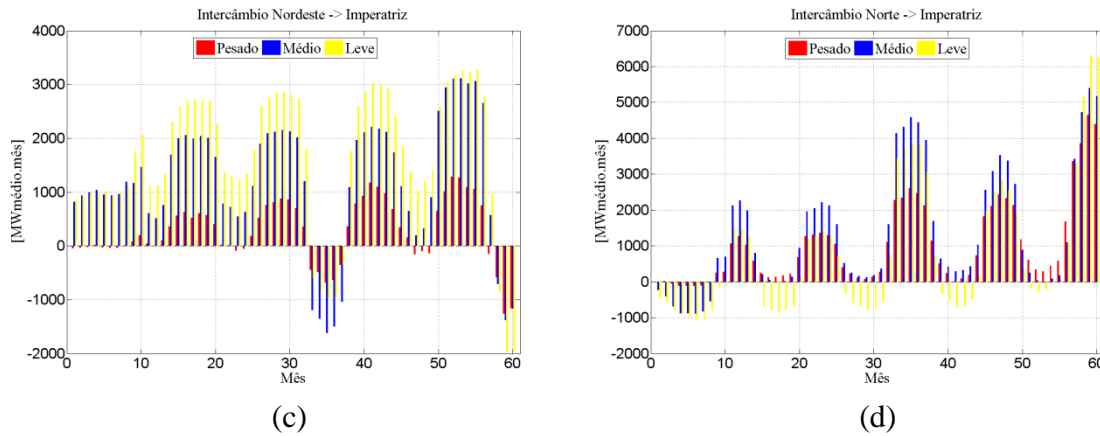 Intercâmbio Nordeste -> Imperatriz
Pesado Médio Leve
[MWmédio.mês]
4000
3000
2000
1000
0
-1000
-2000
0 10 20 30 40 50 60
Mês
(c)
Intercâmbio Norte -> Imperatriz
Pesado Médio Leve
[MWmédio.mês]
7000
6000
5000
4000
3000
2000
1000
0
-1000
-2000
0 10 20 30 40 50 60
Mês
(d)